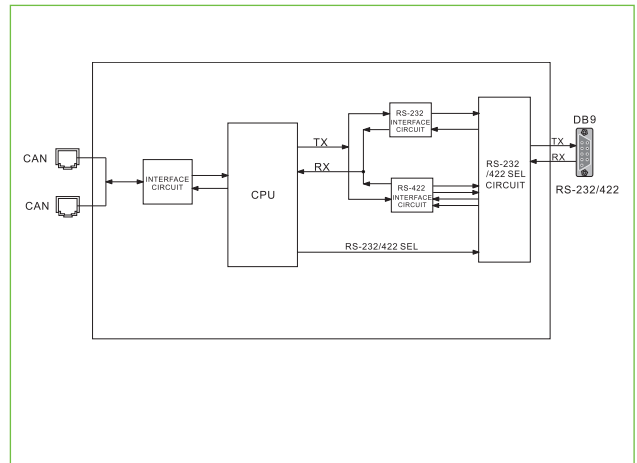 CAN
CAN
INTERFACE
CIRCUIT
CPU
TX
RX
RS-232/422 SEL
RS-232
INTERFACE
CIRCUIT
RS-422
INTERFACE
CIRCUIT
RS-232
/422 SEL
CIRCUIT
TX
RX
DB9
RS-232/422